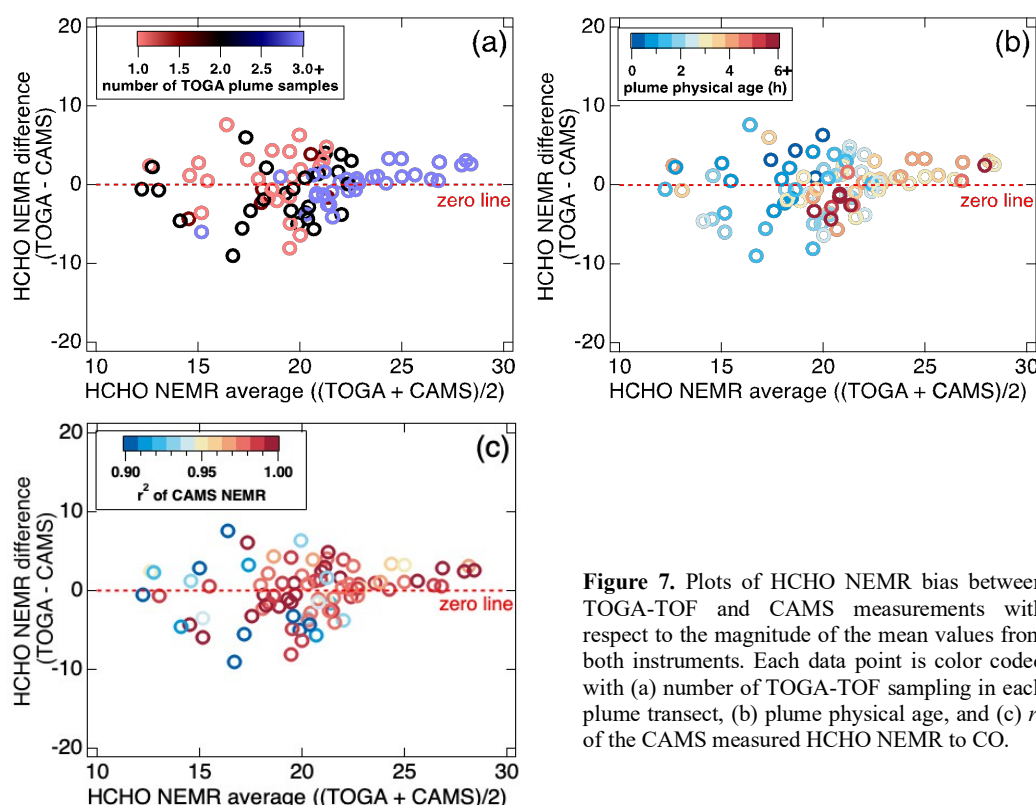 (a)
1.0 1.5 2.0 2.5 3.0+
number of TOGA plume samples
20
10
0
-10
-20
HCHO NEMR difference
(TOGA - CAMS)
zero line
10 15 20 25 30
HCHO NEMR average ((TOGA + CAMS)/2)
(b)
0 2 4 6+
plume physical age (h)
20
10
0
-10
-20
HCHO NEMR difference
(TOGA - CAMS)
zero line
10 15 20 25 30
HCHO NEMR average ((TOGA + CAMS)/2)
(c)
0.90 0.95 1.00
r2 of CAMS NEMR
20
10
0
-10
-20
HCHO NEMR difference
(TOGA - CAMS)
zero line
10 15 20 25 30
HCHO NEMR average ((TOGA + CAMS)/2)
Figure 7. Plots of HCHO NEMR bias between
TOGA-TOF and CAMS measurements with
respect to the magnitude of the mean values from
both instruments. Each data point is color coded
with (a) number of TOGA-TOF sampling in each
plume transect, (b) plume physical age, and (c) r
of the CAMS measured HCHO NEMR to CO.